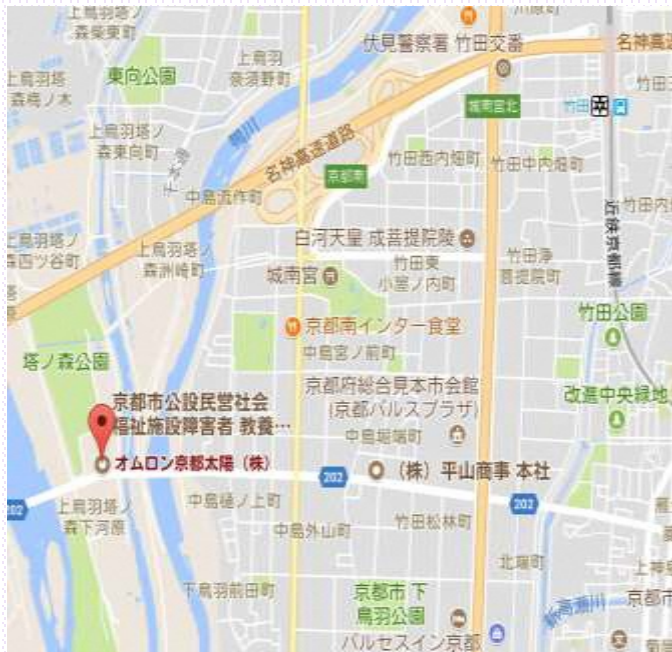 上鳥羽塔ノ
森柴東町
川原町
伏見警察署 竹田交番
名神高速
上鳥羽塔
森梅ノ木
東向公園
上鳥羽
奈須野町
城南宮北
竹田
上鳥羽塔ノ
森東向町
鴨川
名神高速道路
千本通
京都南
竹田西内畑町
竹田中内畑町
中島流作町
近鉄京都線
竹田内
上鳥羽塔ノ
森四ツ谷町
上鳥羽塔ノ
森洲崎町
白河天皇 成菩提院陵
城南宮
竹田東
小屋ノ内町
竹田浄
菩提院町
京都南インター食堂
竹田公園
中島宮ノ前町
塔ノ森公園
京都市公設民営社会
福祉施設障害者 教養…
京都府総合見本市会館
(京都パルスプラザ)
改進中央緑地
中島堀端町
オムロン京都太陽（株）
202
（株）平山商事 本社
202
202
上鳥羽塔ノ
森下河原
中島樋ノ上町
中島外山町
竹田松林町
北端町
下鳥羽前田町
京都市 下
鳥羽公園
新高瀬川
京都市
パルセスイン京都